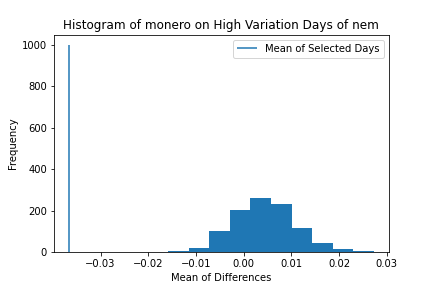 Histogram of monero on High Variation Days of nem
Mean of Selected Days
1000
800
600
400
200
0
Frequency
−0.03 −0.02 −0.01 0.00 0.01 0.02 0.03
Mean of Differences